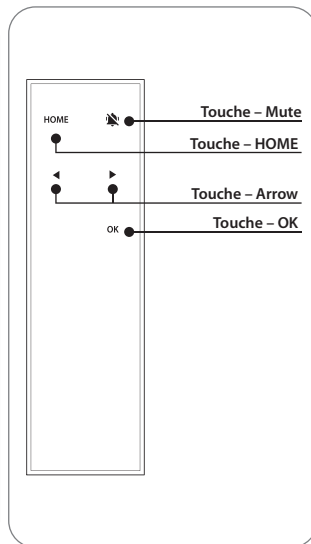 Touche – Mute
HOME
Touche – HOME
Touche – Arrow
Touche – OK
OK